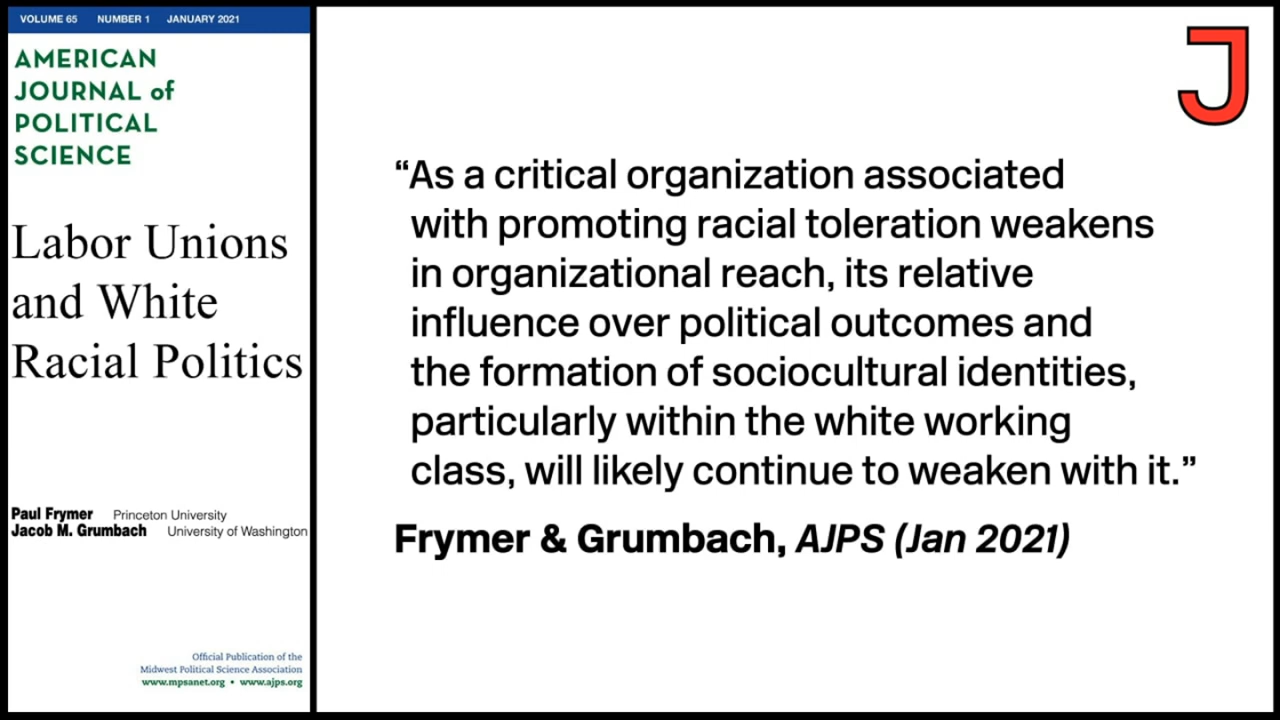 VOLUME 65 NUMBER 1 JANUARY 2021
AMERICAN
JOURNAL of
POLITICAL
SCIENCE
Labor Unions
and White
Racial Politics
Paul Frymer Princeton University
Jacob M. Grumbach University of Washington
Official Publication of the
Midwest Political Science Association
www.mpsanet.org • www.ajps.org
J
“As a critical organization associated
with promoting racial toleration weakens
in organizational reach, its relative
influence over political outcomes and
the formation of sociocultural identities,
particularly within the white working
class, will likely continue to weaken with it.”
Frymer & Grumbach, AJPS (Jan 2021)